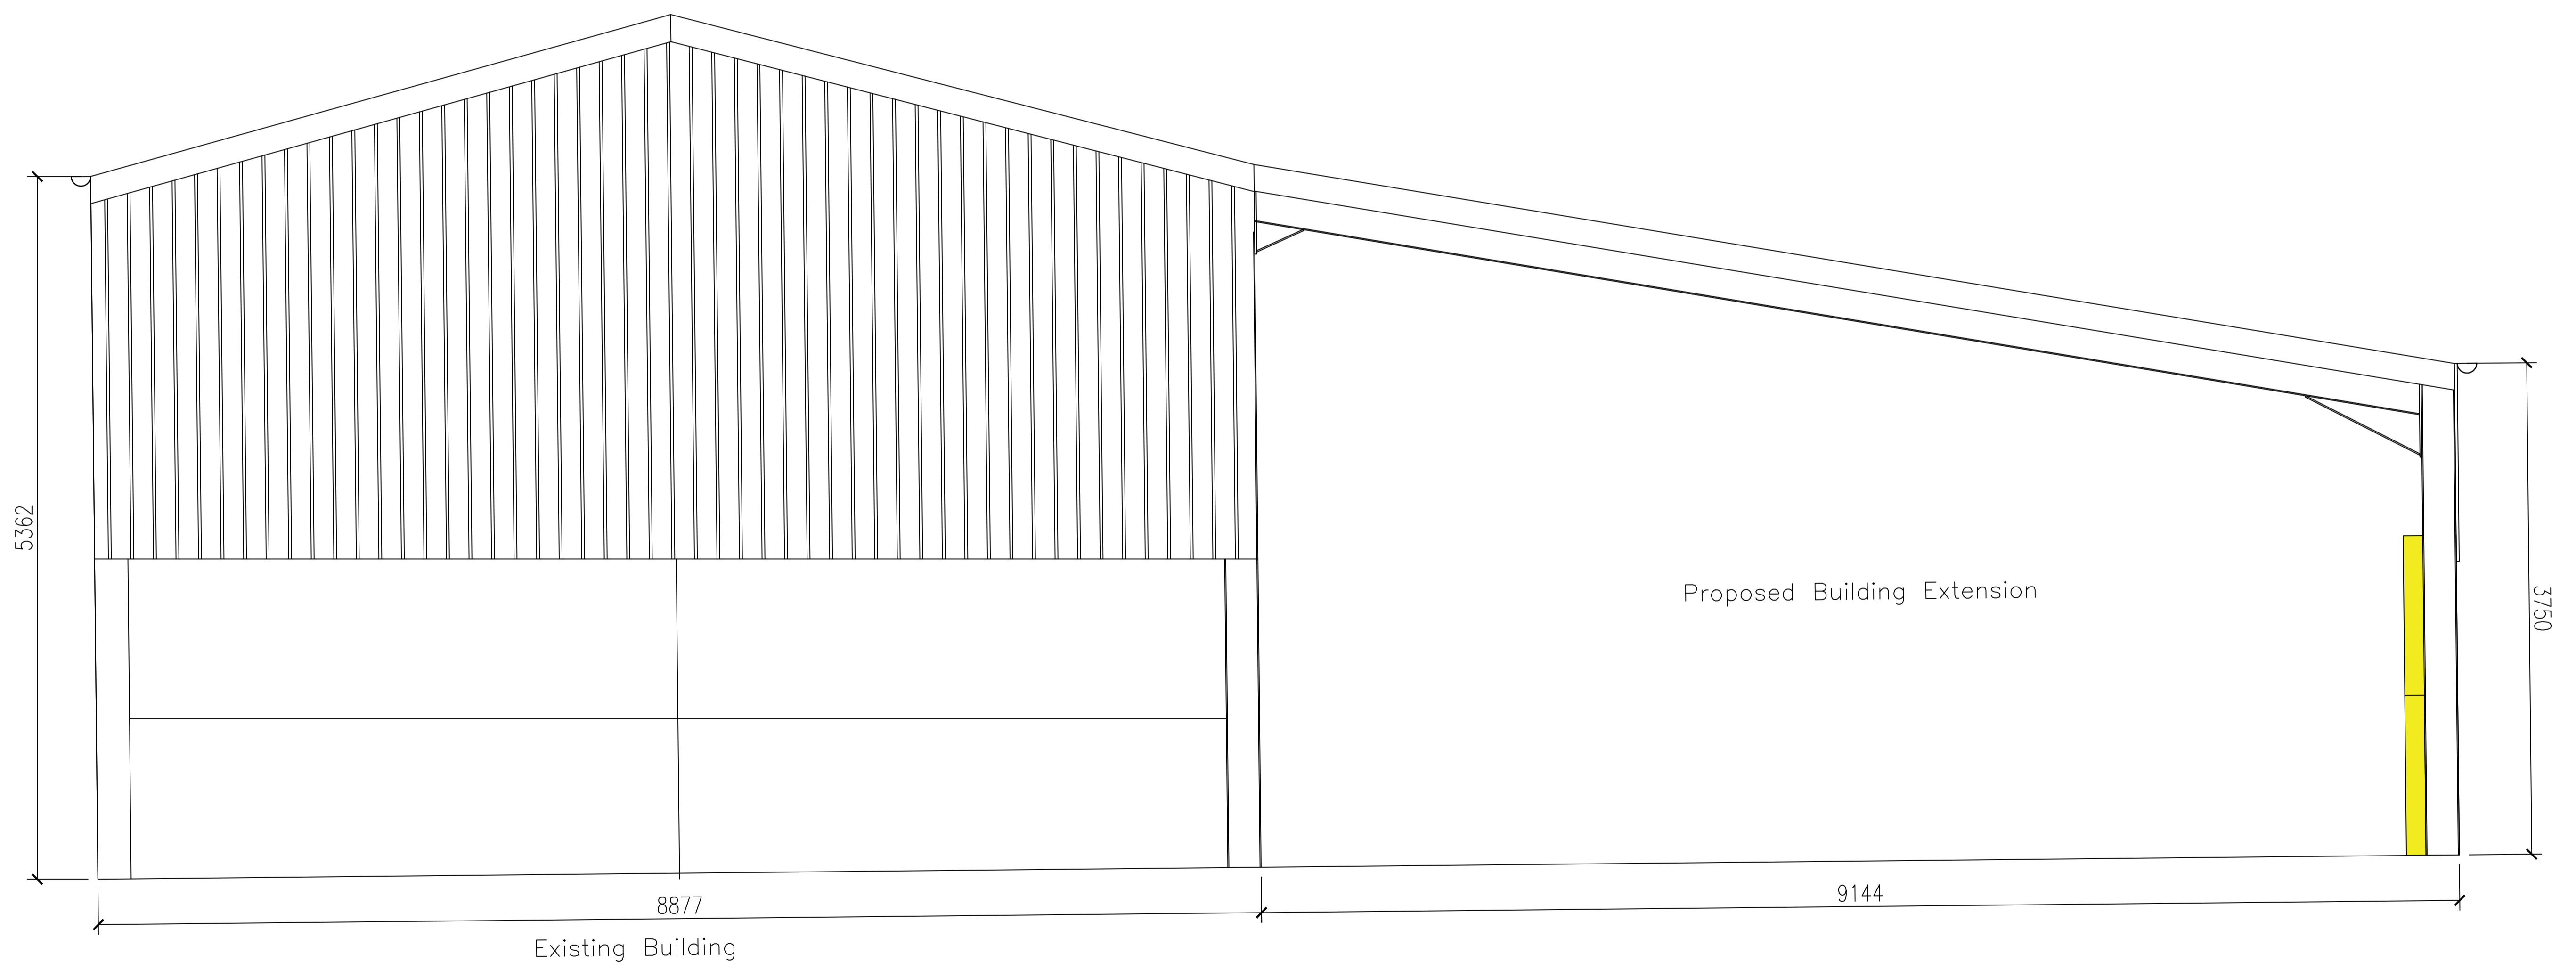 5362
Proposed Building Extension
3750
8877
9144
Existing Building